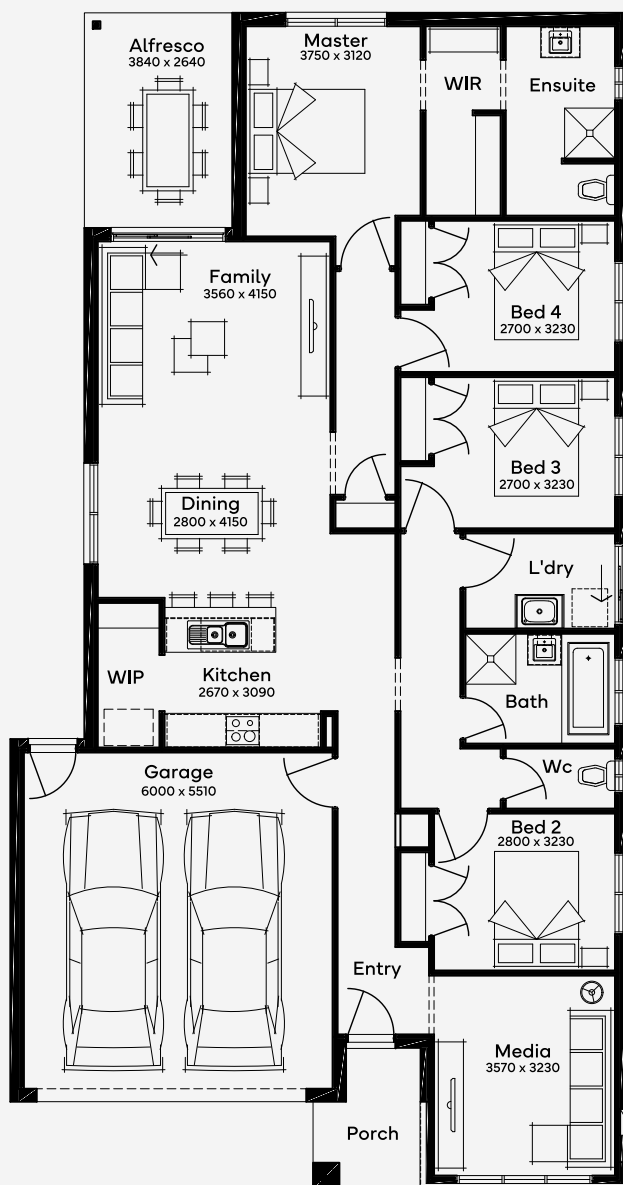 Alfresco
3840 x 2640
Master
3750 x 3120
WIR
Ensuite
Family
3560 x 4150
Bed 4
2700 x 3230
Bed 3
2700 x 3230
Dining
2800 x 4150
L'dry
WIP
Kitchen
2670 x 3090
Bath
Garage
6000 x 5510
Wc
Bed 2
2800 x 3230
Entry
Media
3570 x 3230
Porch